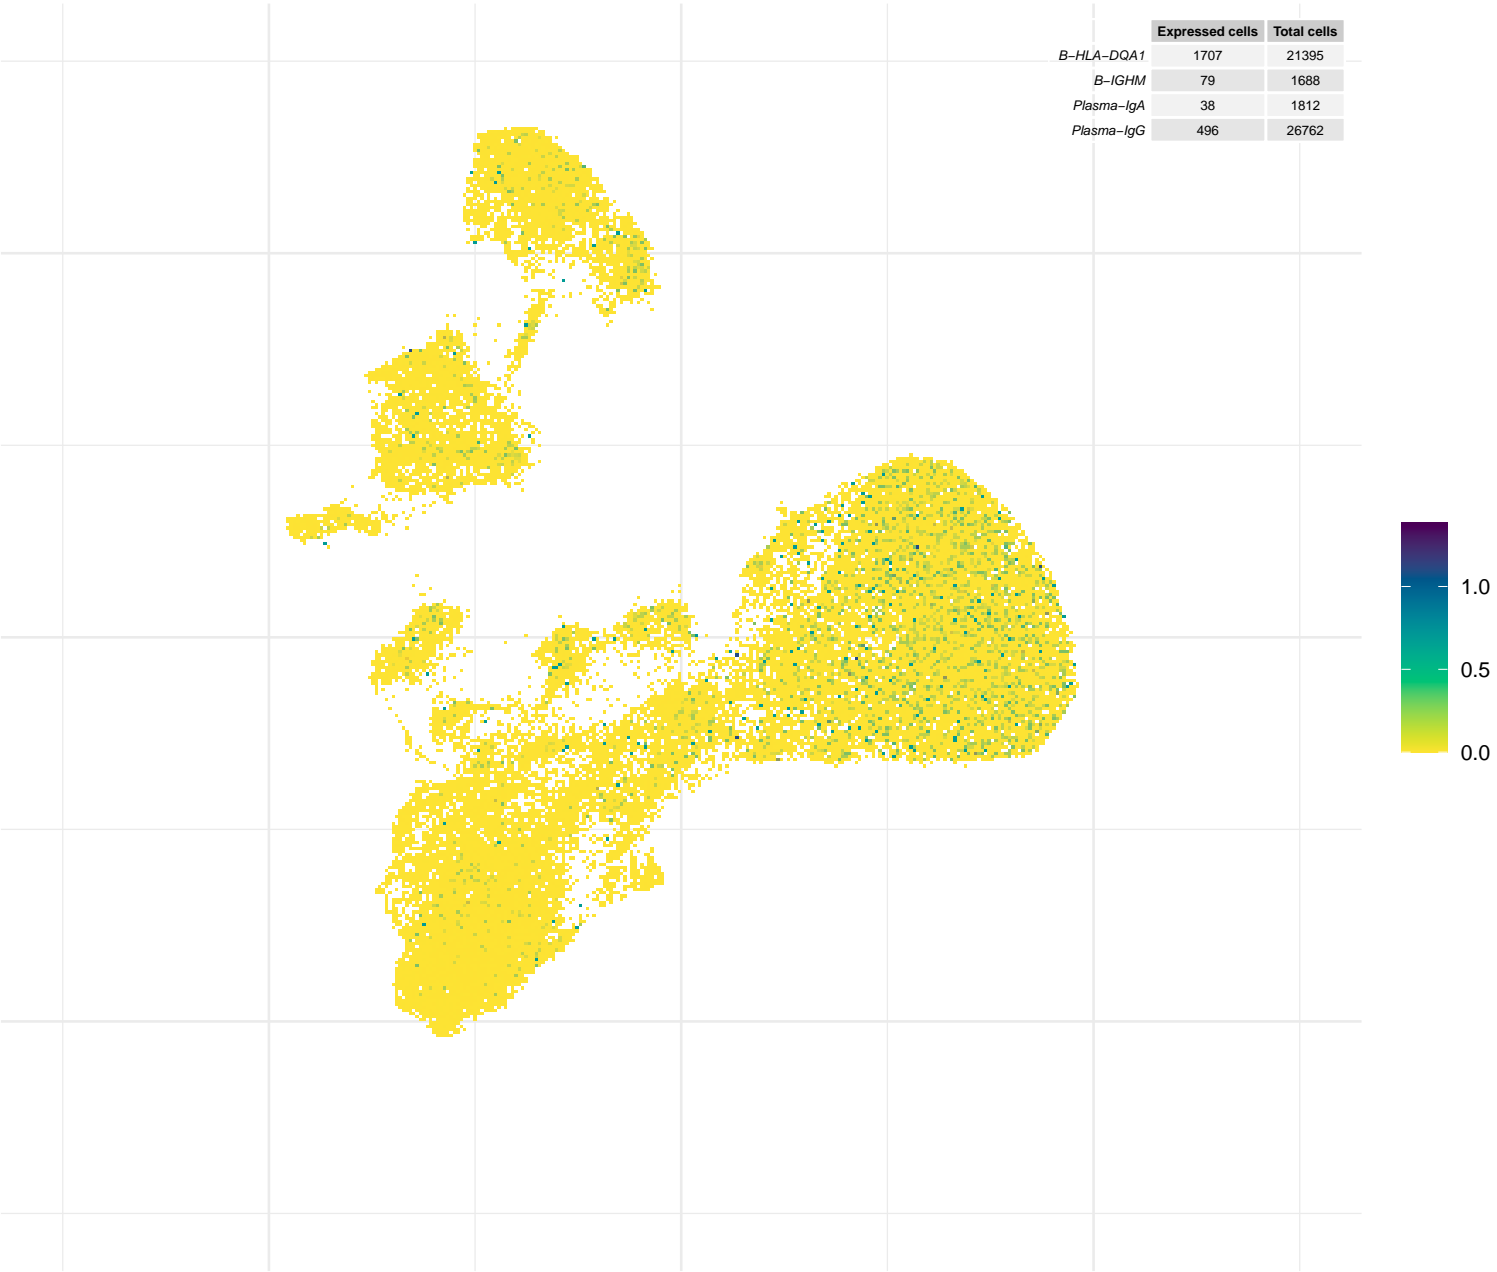 Expressed cells Total cells
B−HLA−DQA1 1707 21395
B−IGHM 79 1688
Plasma−IgA 38 1812
Plasma−IgG 496 26762
1.0
0.5
0.0